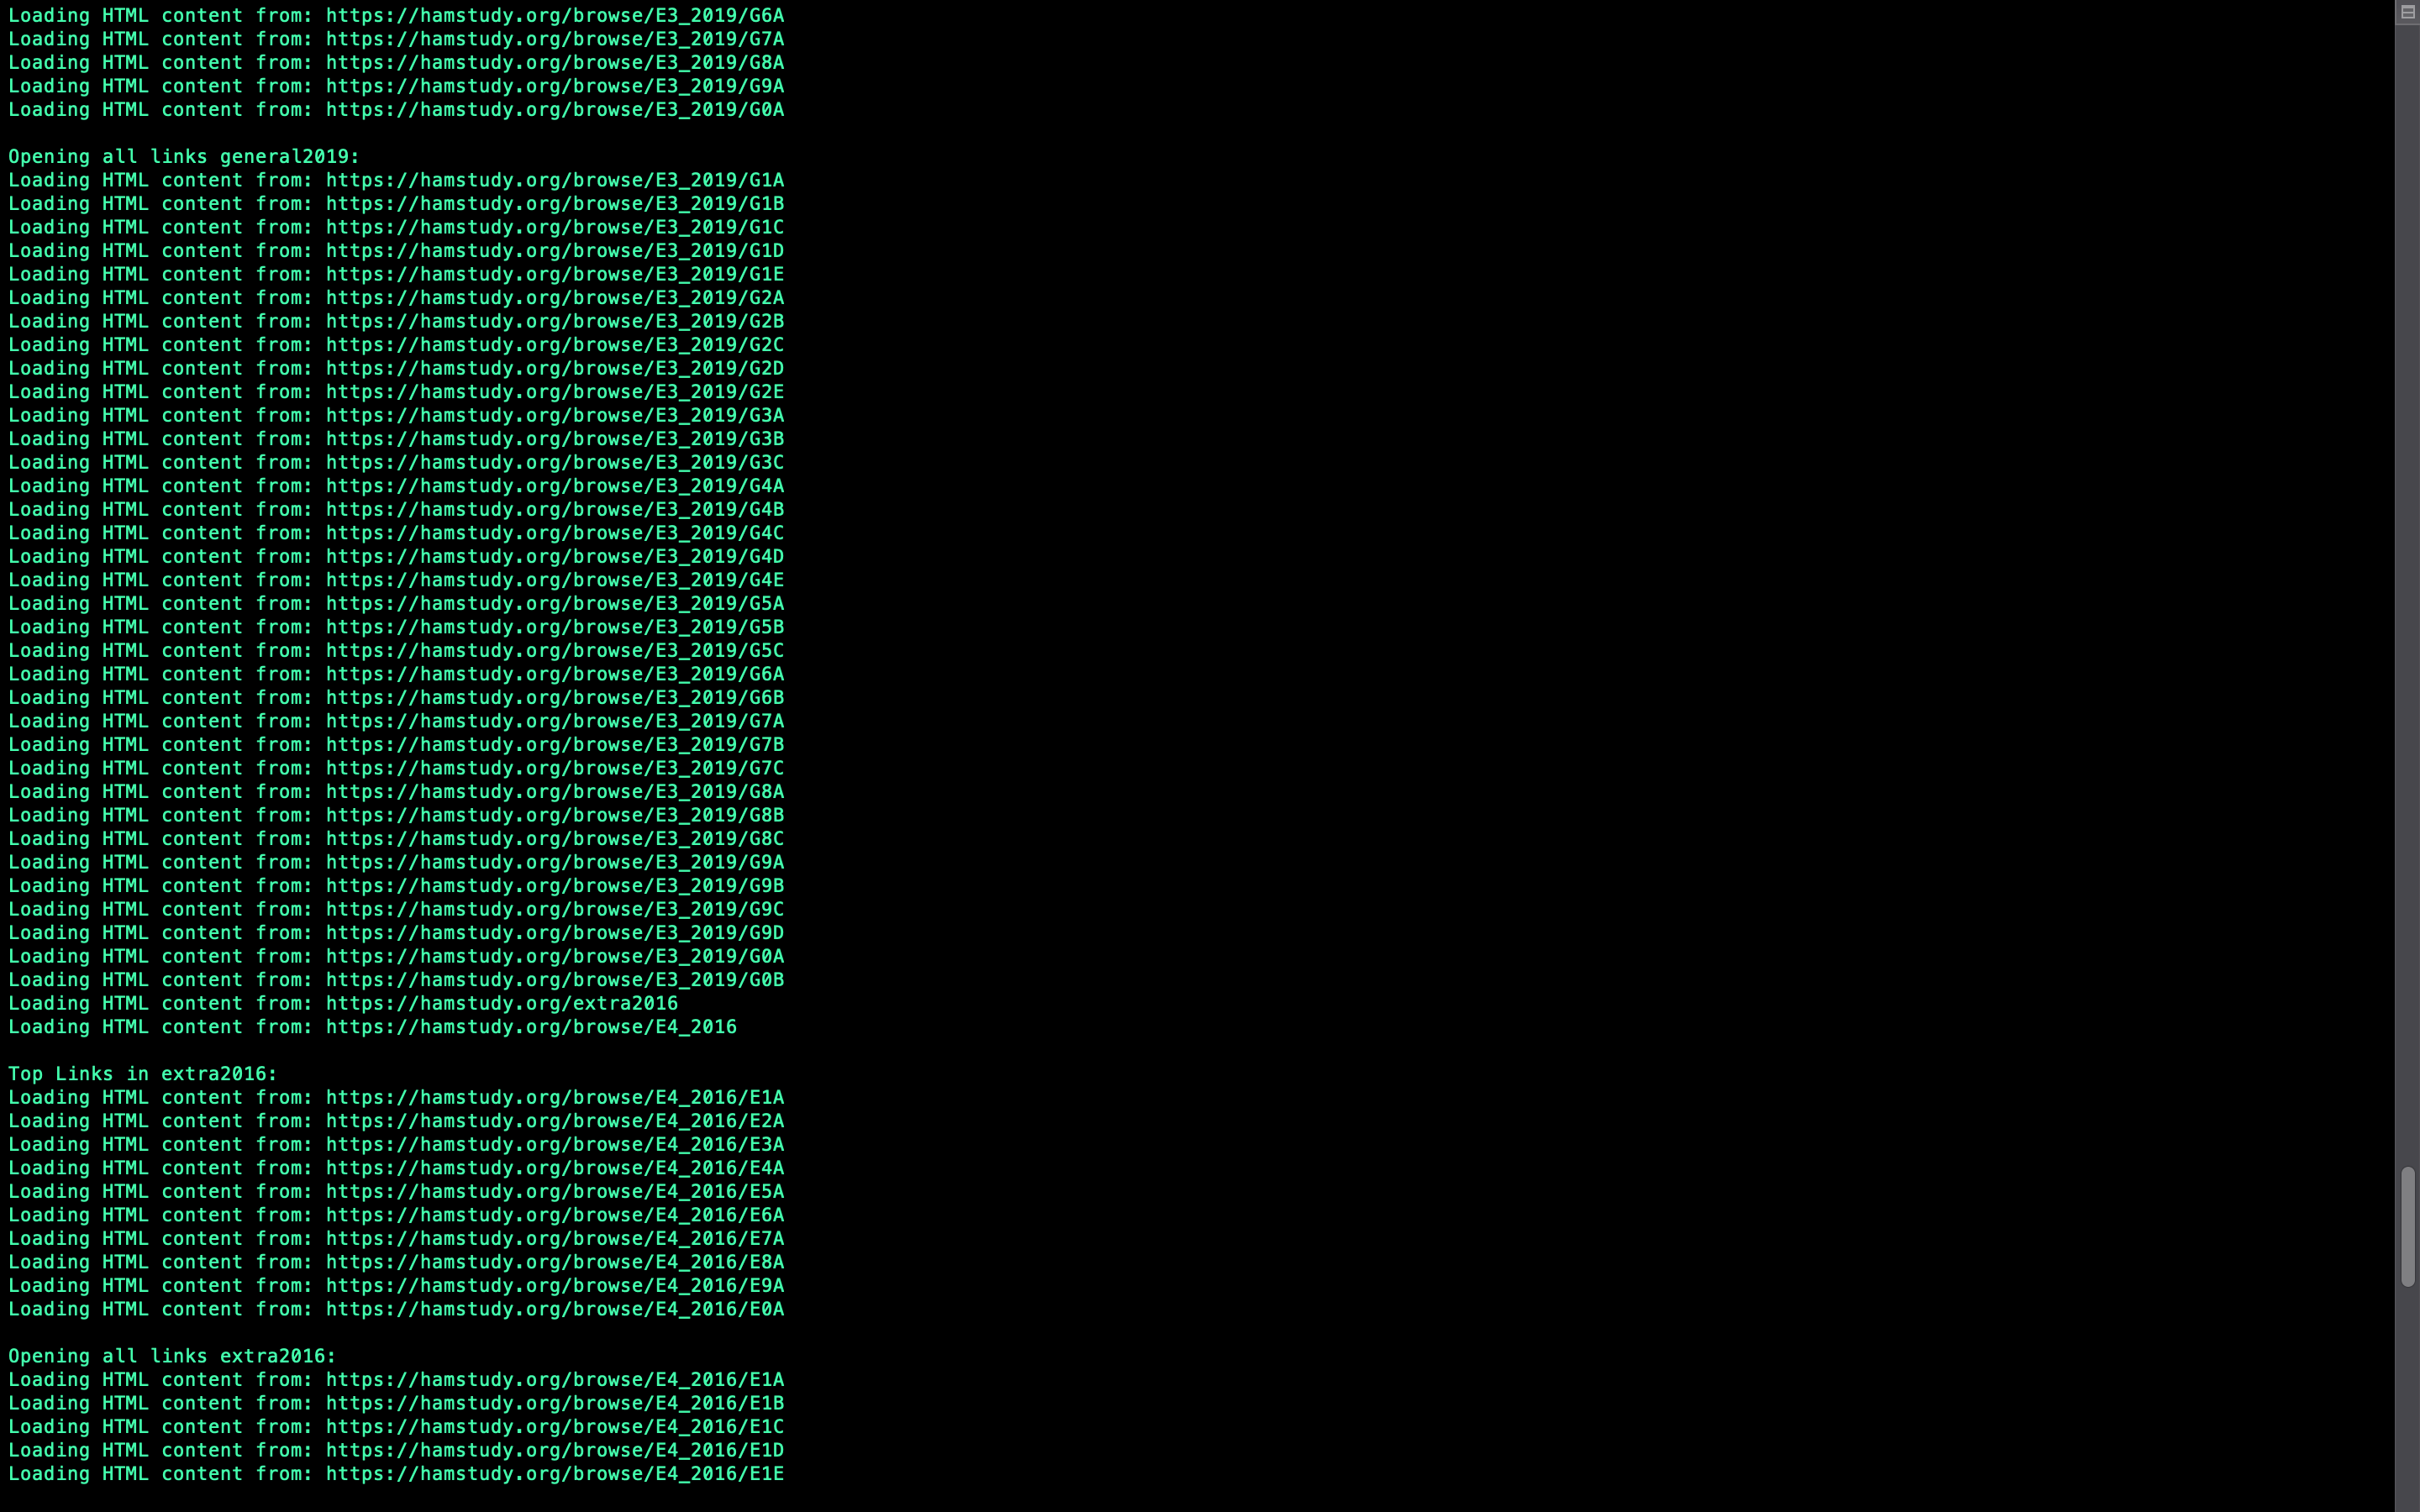 Loading HTML content from: https://hamstudy.org/browse/E3_2019/G6A
Loading HTML content from: https://hamstudy.org/browse/E3_2019/G7A
Loading HTML content from: https://hamstudy.org/browse/E3_2019/G8A
Loading HTML content from: https://hamstudy.org/browse/E3_2019/G9A
Loading HTML content from: https://hamstudy.org/browse/E3_2019/G0A

Opening all links general2019:
Loading HTML content from: https://hamstudy.org/browse/E3_2019/G1A
Loading HTML content from: https://hamstudy.org/browse/E3_2019/G1B
Loading HTML content from: https://hamstudy.org/browse/E3_2019/G1C
Loading HTML content from: https://hamstudy.org/browse/E3_2019/G1D
Loading HTML content from: https://hamstudy.org/browse/E3_2019/G1E
Loading HTML content from: https://hamstudy.org/browse/E3_2019/G2A
Loading HTML content from: https://hamstudy.org/browse/E3_2019/G2B
Loading HTML content from: https://hamstudy.org/browse/E3_2019/G2C
Loading HTML content from: https://hamstudy.org/browse/E3_2019/G2D
Loading HTML content from: https://hamstudy.org/browse/E3_2019/G2E
Loading HTML content from: https://hamstudy.org/browse/E3_2019/G3A
Loading HTML content from: https://hamstudy.org/browse/E3_2019/G3B
Loading HTML content from: https://hamstudy.org/browse/E3_2019/G3C
Loading HTML content from: https://hamstudy.org/browse/E3_2019/G4A
Loading HTML content from: https://hamstudy.org/browse/E3_2019/G4B
Loading HTML content from: https://hamstudy.org/browse/E3_2019/G4C
Loading HTML content from: https://hamstudy.org/browse/E3_2019/G4D
Loading HTML content from: https://hamstudy.org/browse/E3_2019/G4E
Loading HTML content from: https://hamstudy.org/browse/E3_2019/G5A
Loading HTML content from: https://hamstudy.org/browse/E3_2019/G5B
Loading HTML content from: https://hamstudy.org/browse/E3_2019/G5C
Loading HTML content from: https://hamstudy.org/browse/E3_2019/G6A
Loading HTML content from: https://hamstudy.org/browse/E3_2019/G6B
Loading HTML content from: https://hamstudy.org/browse/E3_2019/G7A
Loading HTML content from: https://hamstudy.org/browse/E3_2019/G7B
Loading HTML content from: https://hamstudy.org/browse/E3_2019/G7C
Loading HTML content from: https://hamstudy.org/browse/E3_2019/G8A
Loading HTML content from: https://hamstudy.org/browse/E3_2019/G8B
Loading HTML content from: https://hamstudy.org/browse/E3_2019/G8C
Loading HTML content from: https://hamstudy.org/browse/E3_2019/G9A
Loading HTML content from: https://hamstudy.org/browse/E3_2019/G9B
Loading HTML content from: https://hamstudy.org/browse/E3_2019/G9C
Loading HTML content from: https://hamstudy.org/browse/E3_2019/G9D
Loading HTML content from: https://hamstudy.org/browse/E3_2019/G0A
Loading HTML content from: https://hamstudy.org/browse/E3_2019/G0B
Loading HTML content from: https://hamstudy.org/extra2016
Loading HTML content from: https://hamstudy.org/browse/E4_2016

Top Links in extra2016:
Loading HTML content from: https://hamstudy.org/browse/E4_2016/E1A
Loading HTML content from: https://hamstudy.org/browse/E4_2016/E2A
Loading HTML content from: https://hamstudy.org/browse/E4_2016/E3A
Loading HTML content from: https://hamstudy.org/browse/E4_2016/E4A
Loading HTML content from: https://hamstudy.org/browse/E4_2016/E5A
Loading HTML content from: https://hamstudy.org/browse/E4_2016/E6A
Loading HTML content from: https://hamstudy.org/browse/E4_2016/E7A
Loading HTML content from: https://hamstudy.org/browse/E4_2016/E8A
Loading HTML content from: https://hamstudy.org/browse/E4_2016/E9A
Loading HTML content from: https://hamstudy.org/browse/E4_2016/E0A

Opening all links extra2016:
Loading HTML content from: https://hamstudy.org/browse/E4_2016/E1A
Loading HTML content from: https://hamstudy.org/browse/E4_2016/E1B
Loading HTML content from: https://hamstudy.org/browse/E4_2016/E1C
Loading HTML content from: https://hamstudy.org/browse/E4_2016/E1D
Loading HTML content from: https://hamstudy.org/browse/E4_2016/E1E